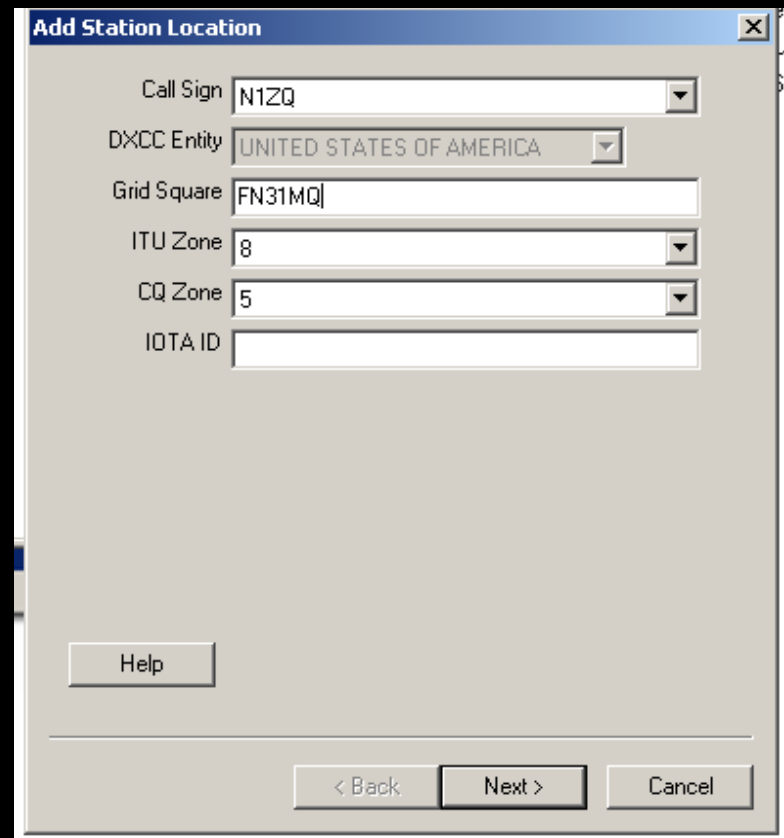 Add Station Location
Call Sign N1ZQ
DXCC Entity UNITED STATES OF AMERICA
Grid Square FN31MQ
ITU Zone 8
CQ Zone 5
IOTA ID
Help
< Back Next > Cancel